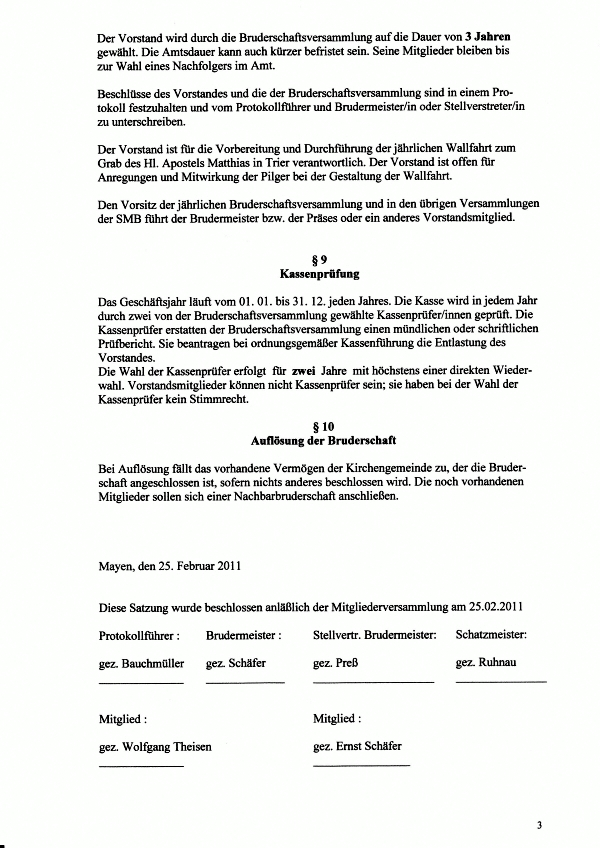 Der Vorstand wird durch die Bruderschaftsversammlung auf die Dauer von 3 Jahren
gewählt. Die Amtsdauer kann auch kürzer befristet sein. Seine Mitglieder bleiben bis
zur Wahl eines Nachfolgers im Amt.
Beschlüsse des Vorstandes und die der Bruderschaftsversammlung sind in einem Pro-
tokoll festzuhalten und vom Protokollführer und Brudermeister/in oder Stellverstreter/in
zu unterschreiben.
Der Vorstand ist für die Vorbereitung und Durchführung der jährlichen Wallfahrt zum
Grab des Hl. Apostels Matthias in Trier verantwortlich. Der Vorstand ist offen für
Anregungen und Mitwirkung der Pilger bei der Gestaltung der Wallfahrt.
Den Vorsitz der jährlichen Bruderschaftsversammlung und in den übrigen Versammlungen
der SMB führt der Brudermeister bzw. der Präses oder ein anderes Vorstandsmitglied.
§ 9
Kassenprüfung
Das Geschäftsjahr läuft vom 01. 01. bis 31. 12. jeden Jahres. Die Kasse wird in jedem Jahr
durch zwei von der Bruderschaftsversammlung gewählte Kassenprüfer/innen geprüft. Die
Kassenprüfer erstatten der Bruderschaftsversammlung einen mündlichen oder schriftlichen
Prüfbericht. Sie beantragen bei ordnungsgemäßer Kassenführung die Entlastung des
Vorstandes.
Die Wahl der Kassenprüfer erfolgt für zwei Jahre mit höchstens einer direkten Wieder-
wahl. Vorstandsmitglieder können nicht Kassenprüfer sein; sie haben bei der Wahl der
Kassenprüfer kein Stimmrecht.
§ 10
Auflösung der Bruderschaft
Bei Auflösung fällt das vorhandene Vermögen der Kirchengemeinde zu, der die Bruder-
schaft angeschlossen ist, sofern nichts anderes beschlossen wird. Die noch vorhandenen
Mitglieder sollen sich einer Nachbarbruderschaft anschließen.
Mayen, den 25. Februar 2011
Diese Satzung wurde beschlossen anläßlich der Mitgliederversammlung am 25.02.2011
Protokollführer : Brudermeister : Stellvertr. Brudermeister: Schatzmeister:
gez. Bauchmüller gez. Schäfer gez. Preß gez. Ruhnau
Mitglied : Mitglied :
gez. Wolfgang Theisen gez. Ernst Schäfer
3